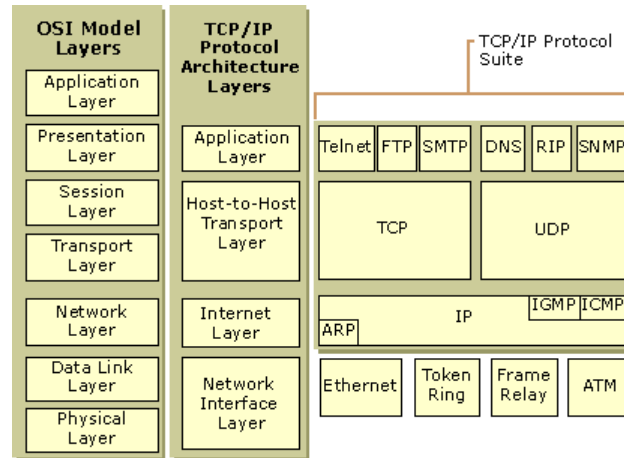 OSI Model
Layers
Application
Layer
Presentation
Layer
Session
Layer
Transport
Layer
Network
Layer
Data Link
Layer
Physical
Layer
TCP/IP
Protocol
Architecture
Layers
Application
Layer
Host-to-Host
Transport
Layer
Internet
Layer
Network
Interface
Layer
TCP/IP Protocol
Suite
Telnet FTP SMTP DNS RIP SNMP
TCP UDP
IP IGMP ICMP
ARP
Ethernet
Token
Ring
Frame
Relay
ATM